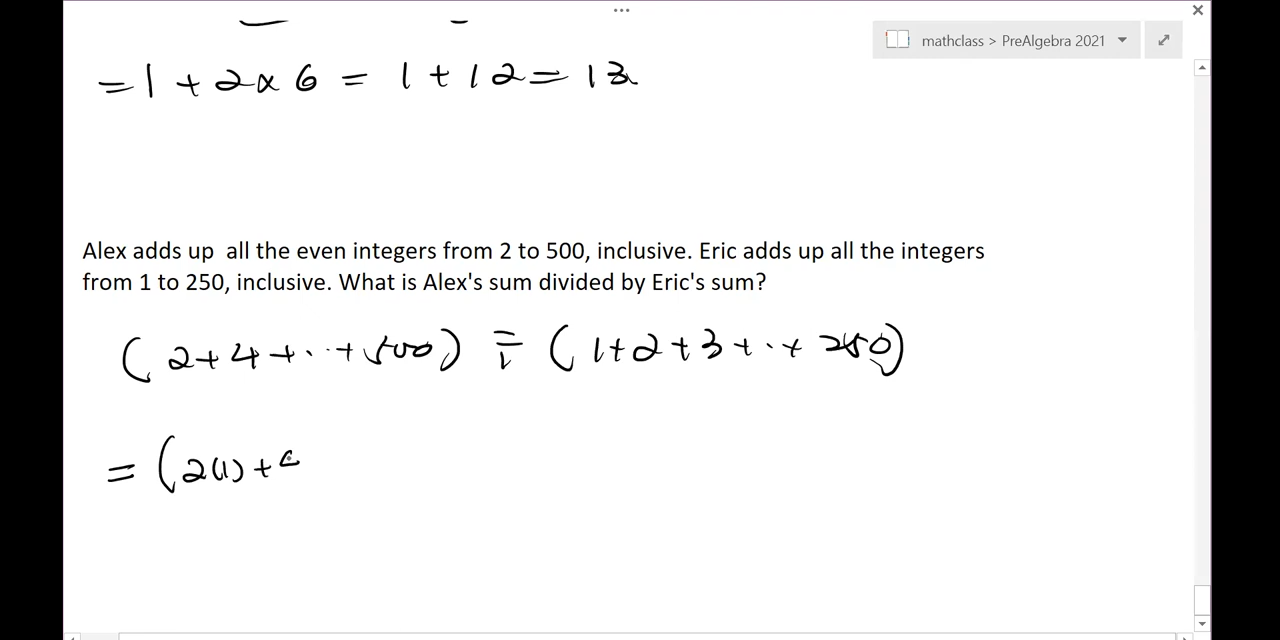 mathclass > PreAlgebra 2021
= 1 + 2 x 6 = 1 + 12 = 13
Alex adds up all the even integers from 2 to 500, inclusive. Eric adds up all the integers
from 1 to 250, inclusive. What is Alex's sum divided by Eric's sum?
( 2 + 4 + .. + 500 ) ÷ ( 1 + 2 + 3 + .. + 250 )
= ( 2(1) +